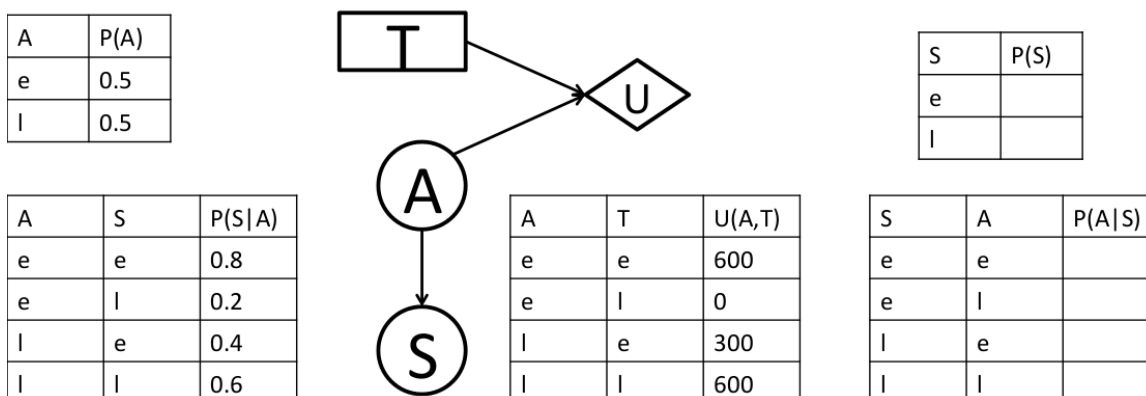 A P(A)
e 0.5
l 0.5
T
U
A
S
S P(S)
e
l
A S P(S|A)
e e 0.8
e l 0.2
l e 0.4
l l 0.6
A T U(A,T)
e e 600
e l 0
l e 300
l l 600
S A P(A|S)
e e
e l
l e
l l